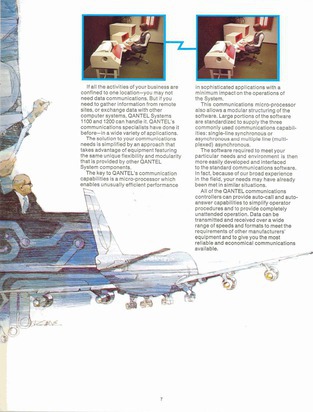 If all the activities of your business are
confined to one location—you may not
need data communications. But if you
need to gather information from remote
sites, or exchange data with other
computer systems, QANTEL Systems
1100 and 1200 can handle it. QANTEL's
communications specialists have done it
before—in a wide variety of applications.
The solution to your communications
needs is simplified by an approach that
takes advantage of equipment featuring
the same unique flexibility and modularity
that is provided by other QANTEL
System components.
The key to QANTEL's communication
capabilities is a micro-processor which
enables unusually efficient performance
in sophisticated applications with a
minimum impact on the operations of
the System.
This communications micro-processor
also allows a modular structuring of the
software. Large portions of the software
are standardized to supply the three
commonly used communications capabili-
ties: single-line synchronous or
asynchronous and multiple line (multi-
plexed) asynchronous.
The software required to meet your
particular needs and environment is then
more easily developed and interfaced
to the standard communications software.
In fact, because of our broad experience
in the field, your needs may have already
been met in similar situations.
All of the QANTEL communications
controllers can provide auto-call and auto-
answer capabilities to simplify operator
procedures and to provide completely
unattended operation. Data can be
transmitted and received over a wide
range of speeds and formats to meet the
requirements of other manufacturers'
equipment and to give you the most
reliable and economical communications
available.
7